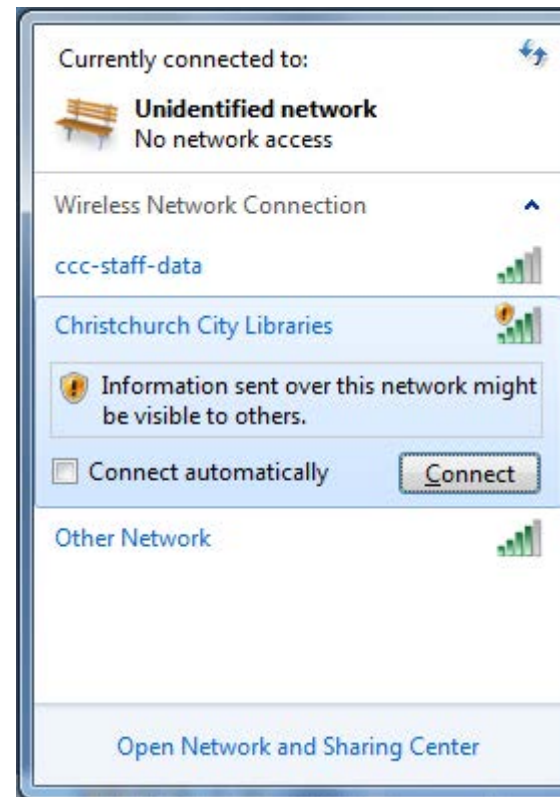 Currently connected to:
Unidentified network
No network access
Wireless Network Connection
ccc-staff-data
Christchurch City Libraries
Information sent over this network might
be visible to others.
Connect automatically
Connect
Other Network
Open Network and Sharing Center